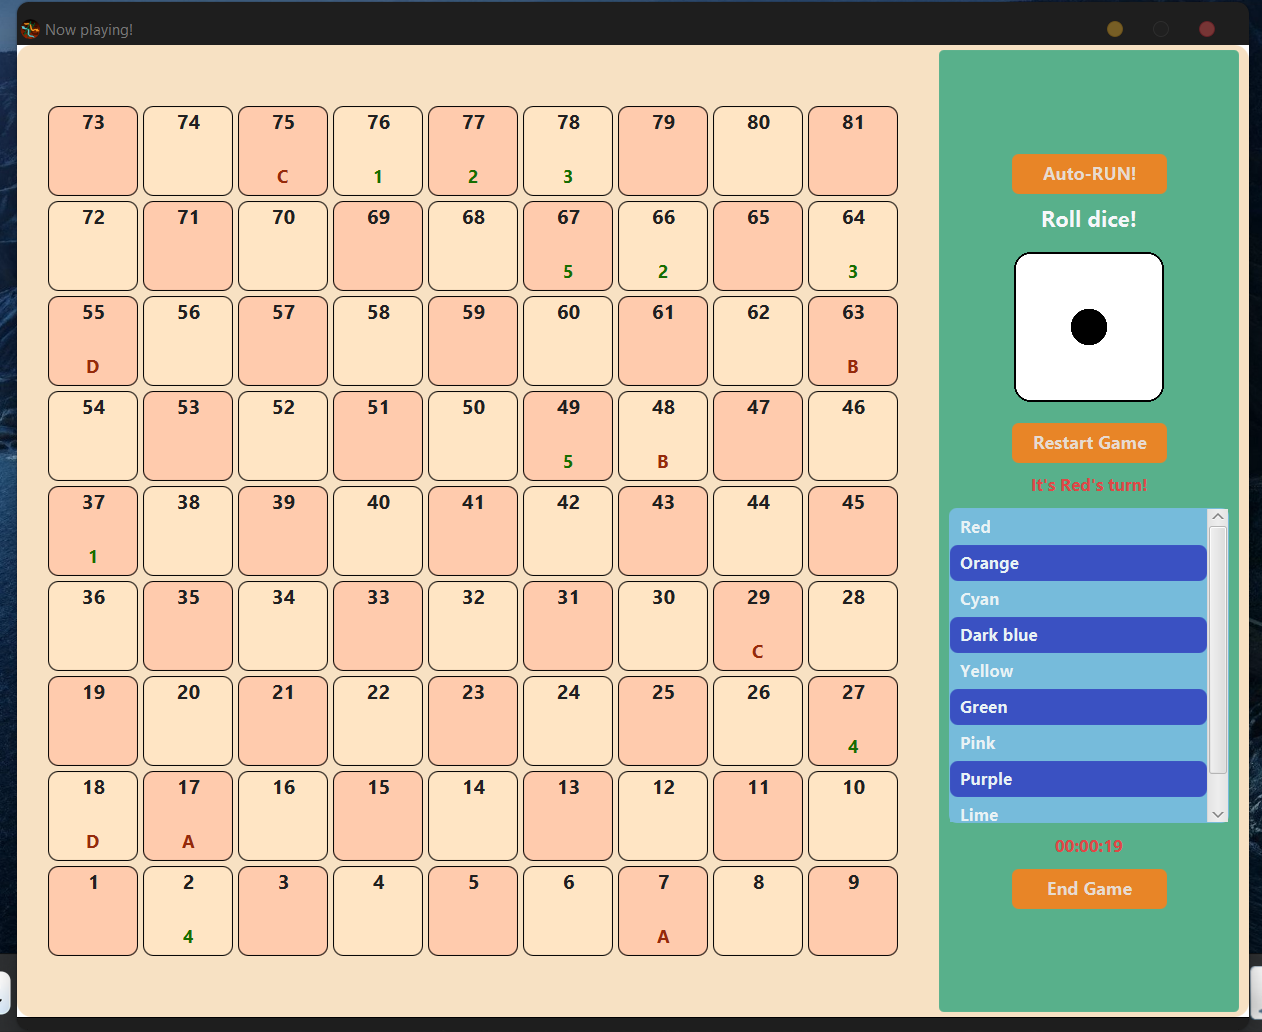 Now playing!
73 74 75 76 77 78 79 80 81
C 1 2 3
72 71 70 69 68 67 66 65 64
5 2 3
55 56 57 58 59 60 61 62 63
D B
54 53 52 51 50 49 48 47 46
5 B
37 38 39 40 41 42 43 44 45
1
36 35 34 33 32 31 30 29 28
C
19 20 21 22 23 24 25 26 27
4
18 17 16 15 14 13 12 11 10
D A
1 2 3 4 5 6 7 8 9
4 A
Auto-RUN!
Roll dice!
Restart Game
It's Red's turn!
Red
Orange
Cyan
Dark blue
Yellow
Green
Pink
Purple
Lime
00:00:19
End Game